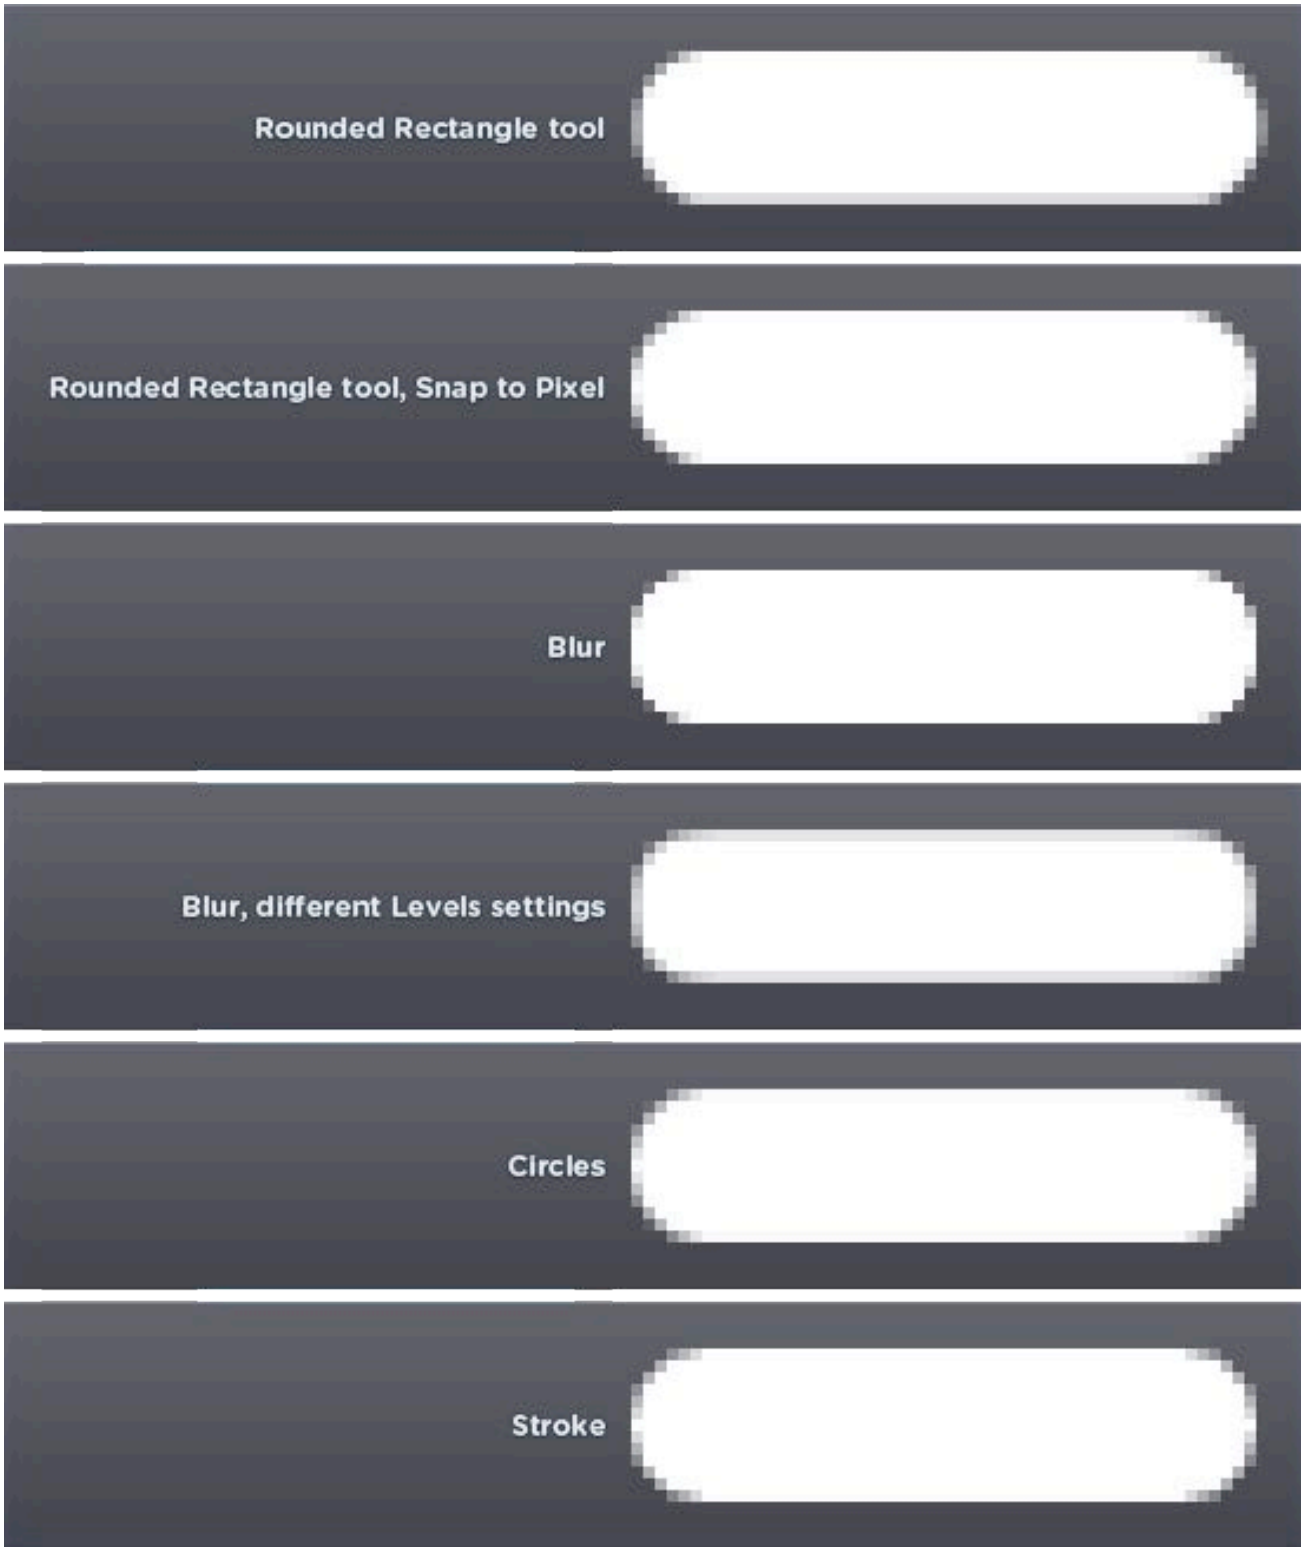 Rounded Rectangle tool
Rounded Rectangle tool, Snap to Pixel
Blur
Blur, different Levels settings
Circles
Stroke